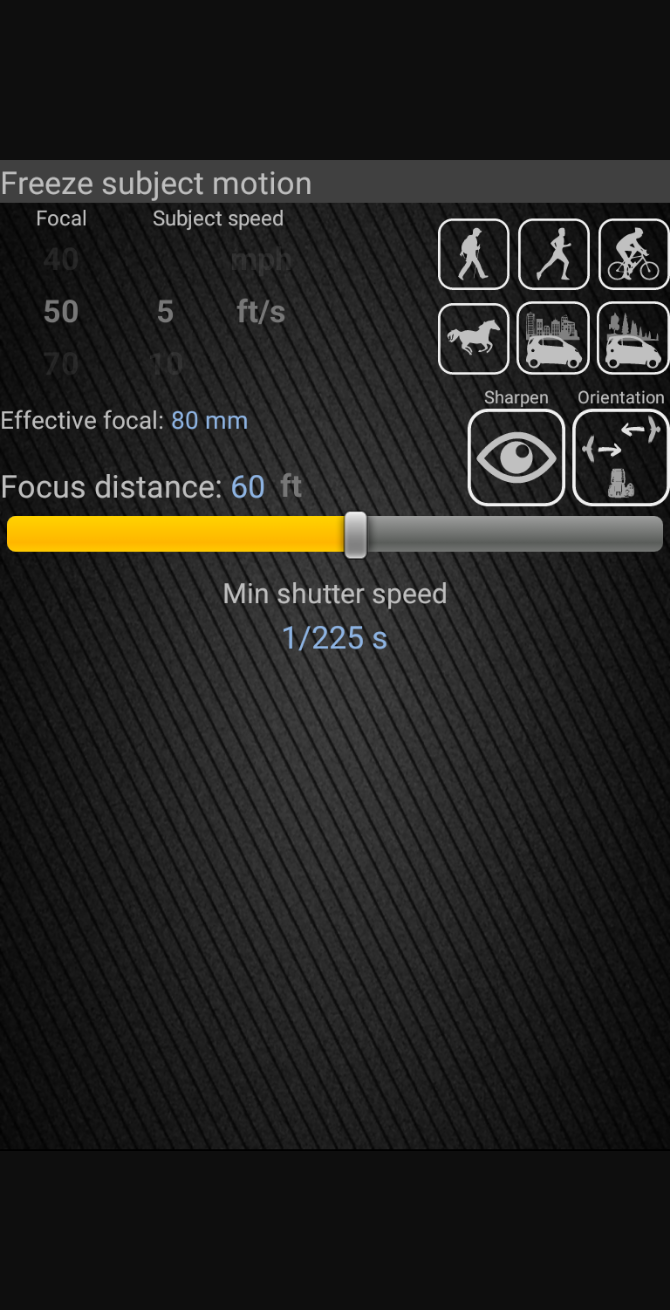 Freeze subject motion
Focal Subject speed
40 mph
50 5 ft/s
70 10
Effective focal: 80 mm
Sharpen Orientation
Focus distance: 60 ft
Min shutter speed
1/225 s